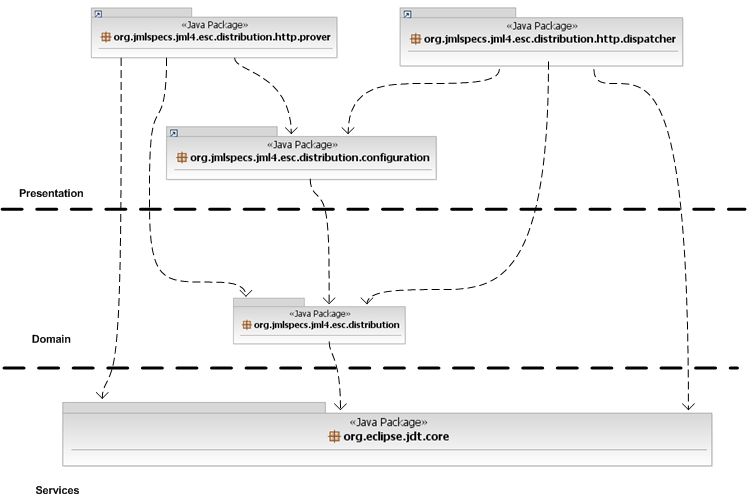 «Java Package»
org.jmlspecs.jml4.esc.distribution.http.prover
«Java Package»
org.jmlspecs.jml4.esc.distribution.http.dispatcher
«Java Package»
org.jmlspecs.jml4.esc.distribution.configuration
Presentation
«Java Package»
org.jmlspecs.jml4.esc.distribution
Domain
«Java Package»
org.eclipse.jdt.core
Services